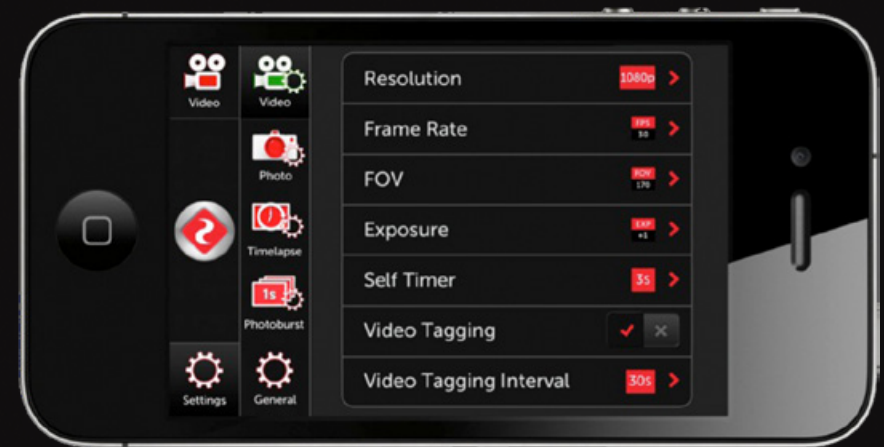 Video
Settings
Video
Photo
Timelapse
1s
Photoburst
General
Resolution 1080p
Frame Rate FPS 30
FOV FOV 170
Exposure EXP +1
Self Timer 3s
Video Tagging
Video Tagging Interval 30s